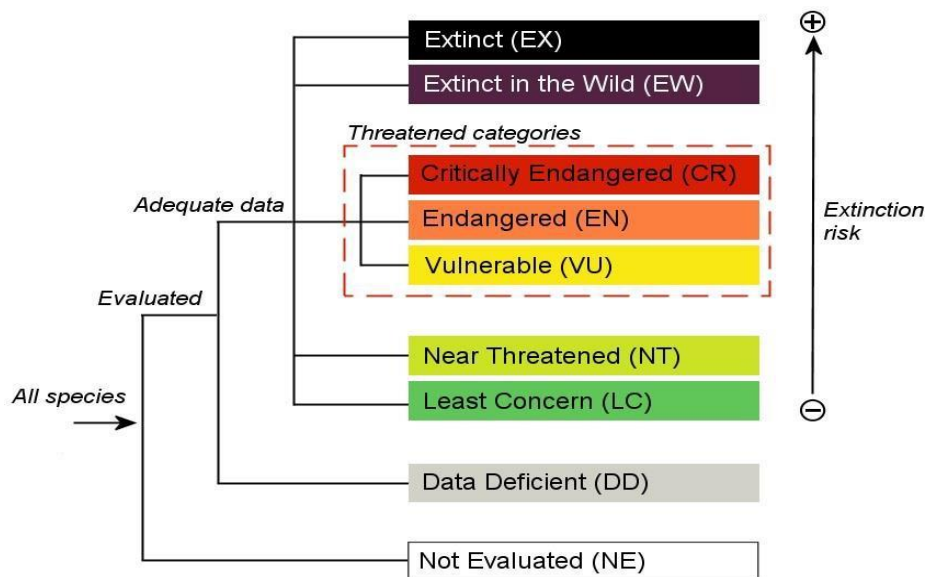 Extinct (EX)
Extinct in the Wild (EW)
Threatened categories
Critically Endangered (CR)
Adequate data
Endangered (EN)
Extinction
risk
Vulnerable (VU)
Evaluated
Near Threatened (NT)
All species
Least Concern (LC)
Data Deficient (DD)
Not Evaluated (NE)